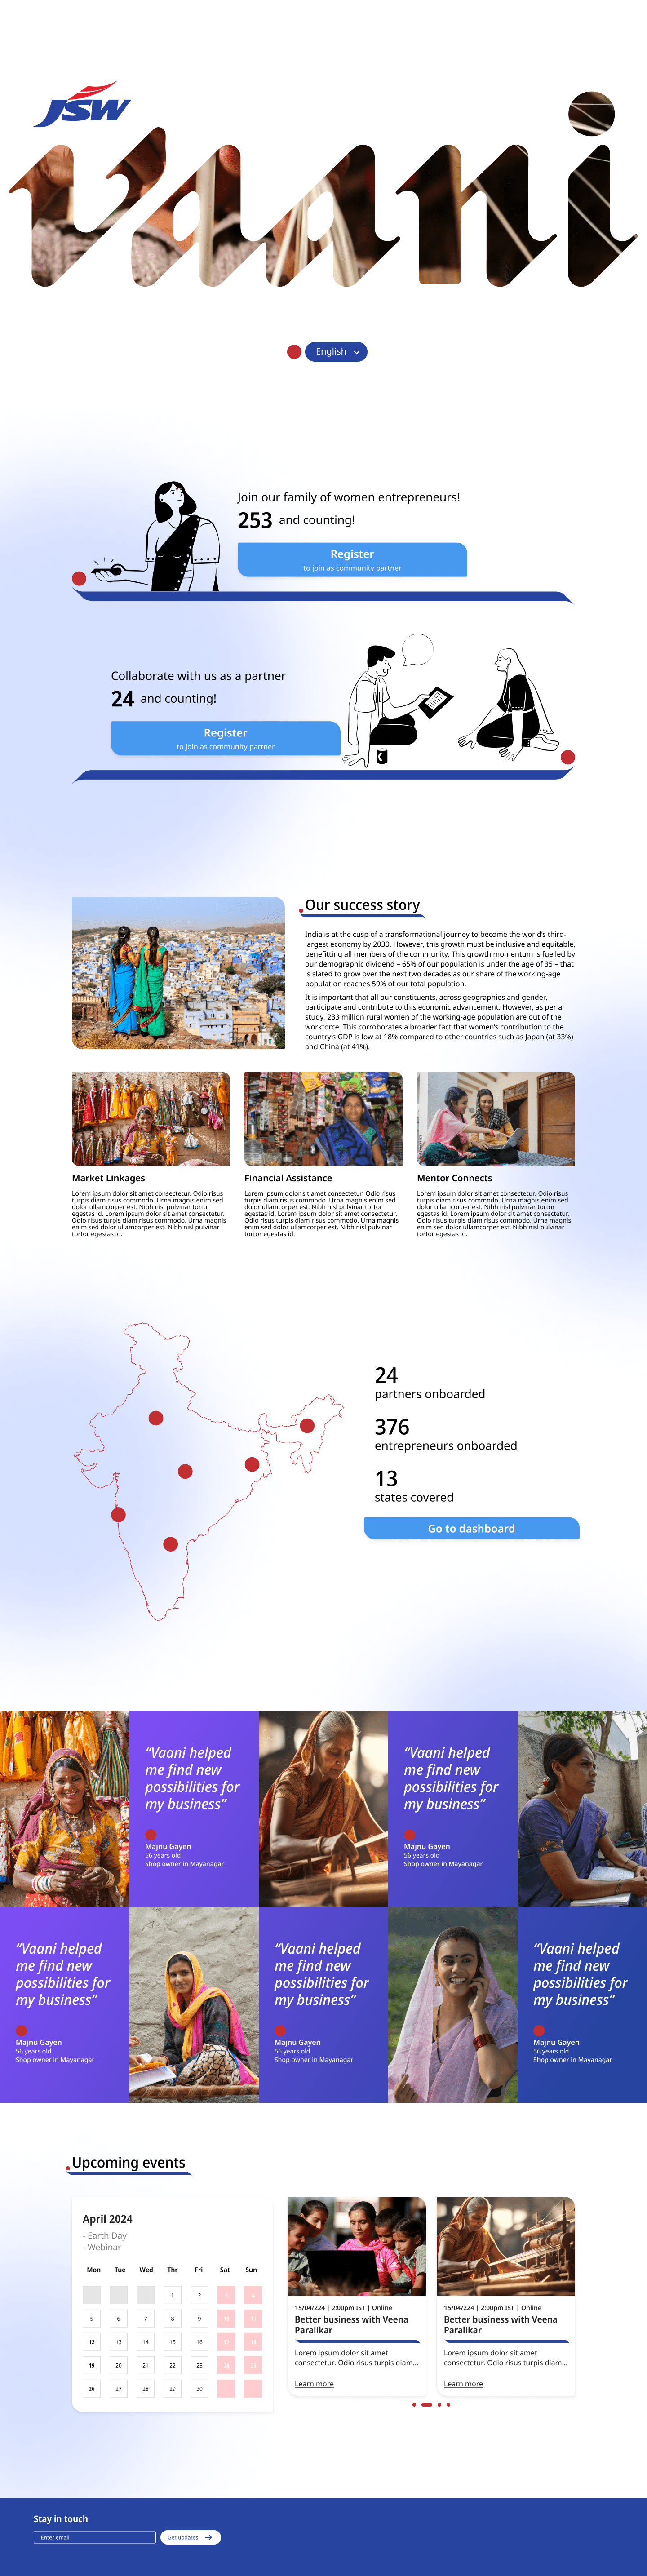 JSW
vaani
English
Join our family of women entrepreneurs!
253 and counting!
Register
to join as community partner
Collaborate with us as a partner
24 and counting!
Register
to join as community partner
Our success story
India is at the cusp of a transformational journey to become the world's third-
largest economy by 2030. However, this growth must be inclusive and equitable,
benefitting all members of the community. This growth momentum is fuelled by
our demographic dividend – 65% of our population is under the age of 35 – that
is slated to grow over the next two decades as our share of the working-age
population reaches 59% of our total population.
It is important that all our constituents, across geographies and gender,
participate and contribute to this economic advancement. However, as per a
study, 233 million rural women of the working-age population are out of the
workforce. This corroborates a broader fact that women's contribution to the
country's GDP is low at 18% compared to other countries such as Japan (at 33%)
and China (at 41%).
Market Linkages
Lorem ipsum dolor sit amet consectetur. Odio risus
turpis diam risus commodo. Urna magnis enim sed
dolor ullamcorper est. Nibh nisl pulvinar tortor
egestas id. Lorem ipsum dolor sit amet consectetur.
Odio risus turpis diam risus commodo. Urna magnis
enim sed dolor ullamcorper est. Nibh nisl pulvinar
tortor egestas id.
Financial Assistance
Lorem ipsum dolor sit amet consectetur. Odio risus
turpis diam risus commodo. Urna magnis enim sed
dolor ullamcorper est. Nibh nisl pulvinar tortor
egestas id. Lorem ipsum dolor sit amet consectetur.
Odio risus turpis diam risus commodo. Urna magnis
enim sed dolor ullamcorper est. Nibh nisl pulvinar
tortor egestas id.
Mentor Connects
Lorem ipsum dolor sit amet consectetur. Odio risus
turpis diam risus commodo. Urna magnis enim sed
dolor ullamcorper est. Nibh nisl pulvinar tortor
egestas id. Lorem ipsum dolor sit amet consectetur.
Odio risus turpis diam risus commodo. Urna magnis
enim sed dolor ullamcorper est. Nibh nisl pulvinar
tortor egestas id.
24
partners onboarded
376
entrepreneurs onboarded
13
states covered
Go to dashboard
“Vaani helped
me find new
possibilities for
my business”
Majnu Gayen
56 years old
Shop owner in Mayanagar
“Vaani helped
me find new
possibilities for
my business”
Majnu Gayen
56 years old
Shop owner in Mayanagar
“Vaani helped
me find new
possibilities for
my business”
Majnu Gayen
56 years old
Shop owner in Mayanagar
“Vaani helped
me find new
possibilities for
my business”
Majnu Gayen
56 years old
Shop owner in Mayanagar
“Vaani helped
me find new
possibilities for
my business”
Majnu Gayen
56 years old
Shop owner in Mayanagar
Upcoming events
April 2024
- Earth Day
- Webinar
Mon Tue Wed Thr Fri Sat Sun
1 2 3 4
5 6 7 8 9 10 11
12 13 14 15 16 17 18
19 20 21 22 23 24 25
26 27 28 29 30
15/04/224 | 2:00pm IST | Online
Better business with Veena
Paralikar
Lorem ipsum dolor sit amet
consectetur. Odio risus turpis diam...
Learn more
15/04/224 | 2:00pm IST | Online
Better business with Veena
Paralikar
Lorem ipsum dolor sit amet
consectetur. Odio risus turpis diam...
Learn more
Stay in touch
Enter email
Get updates